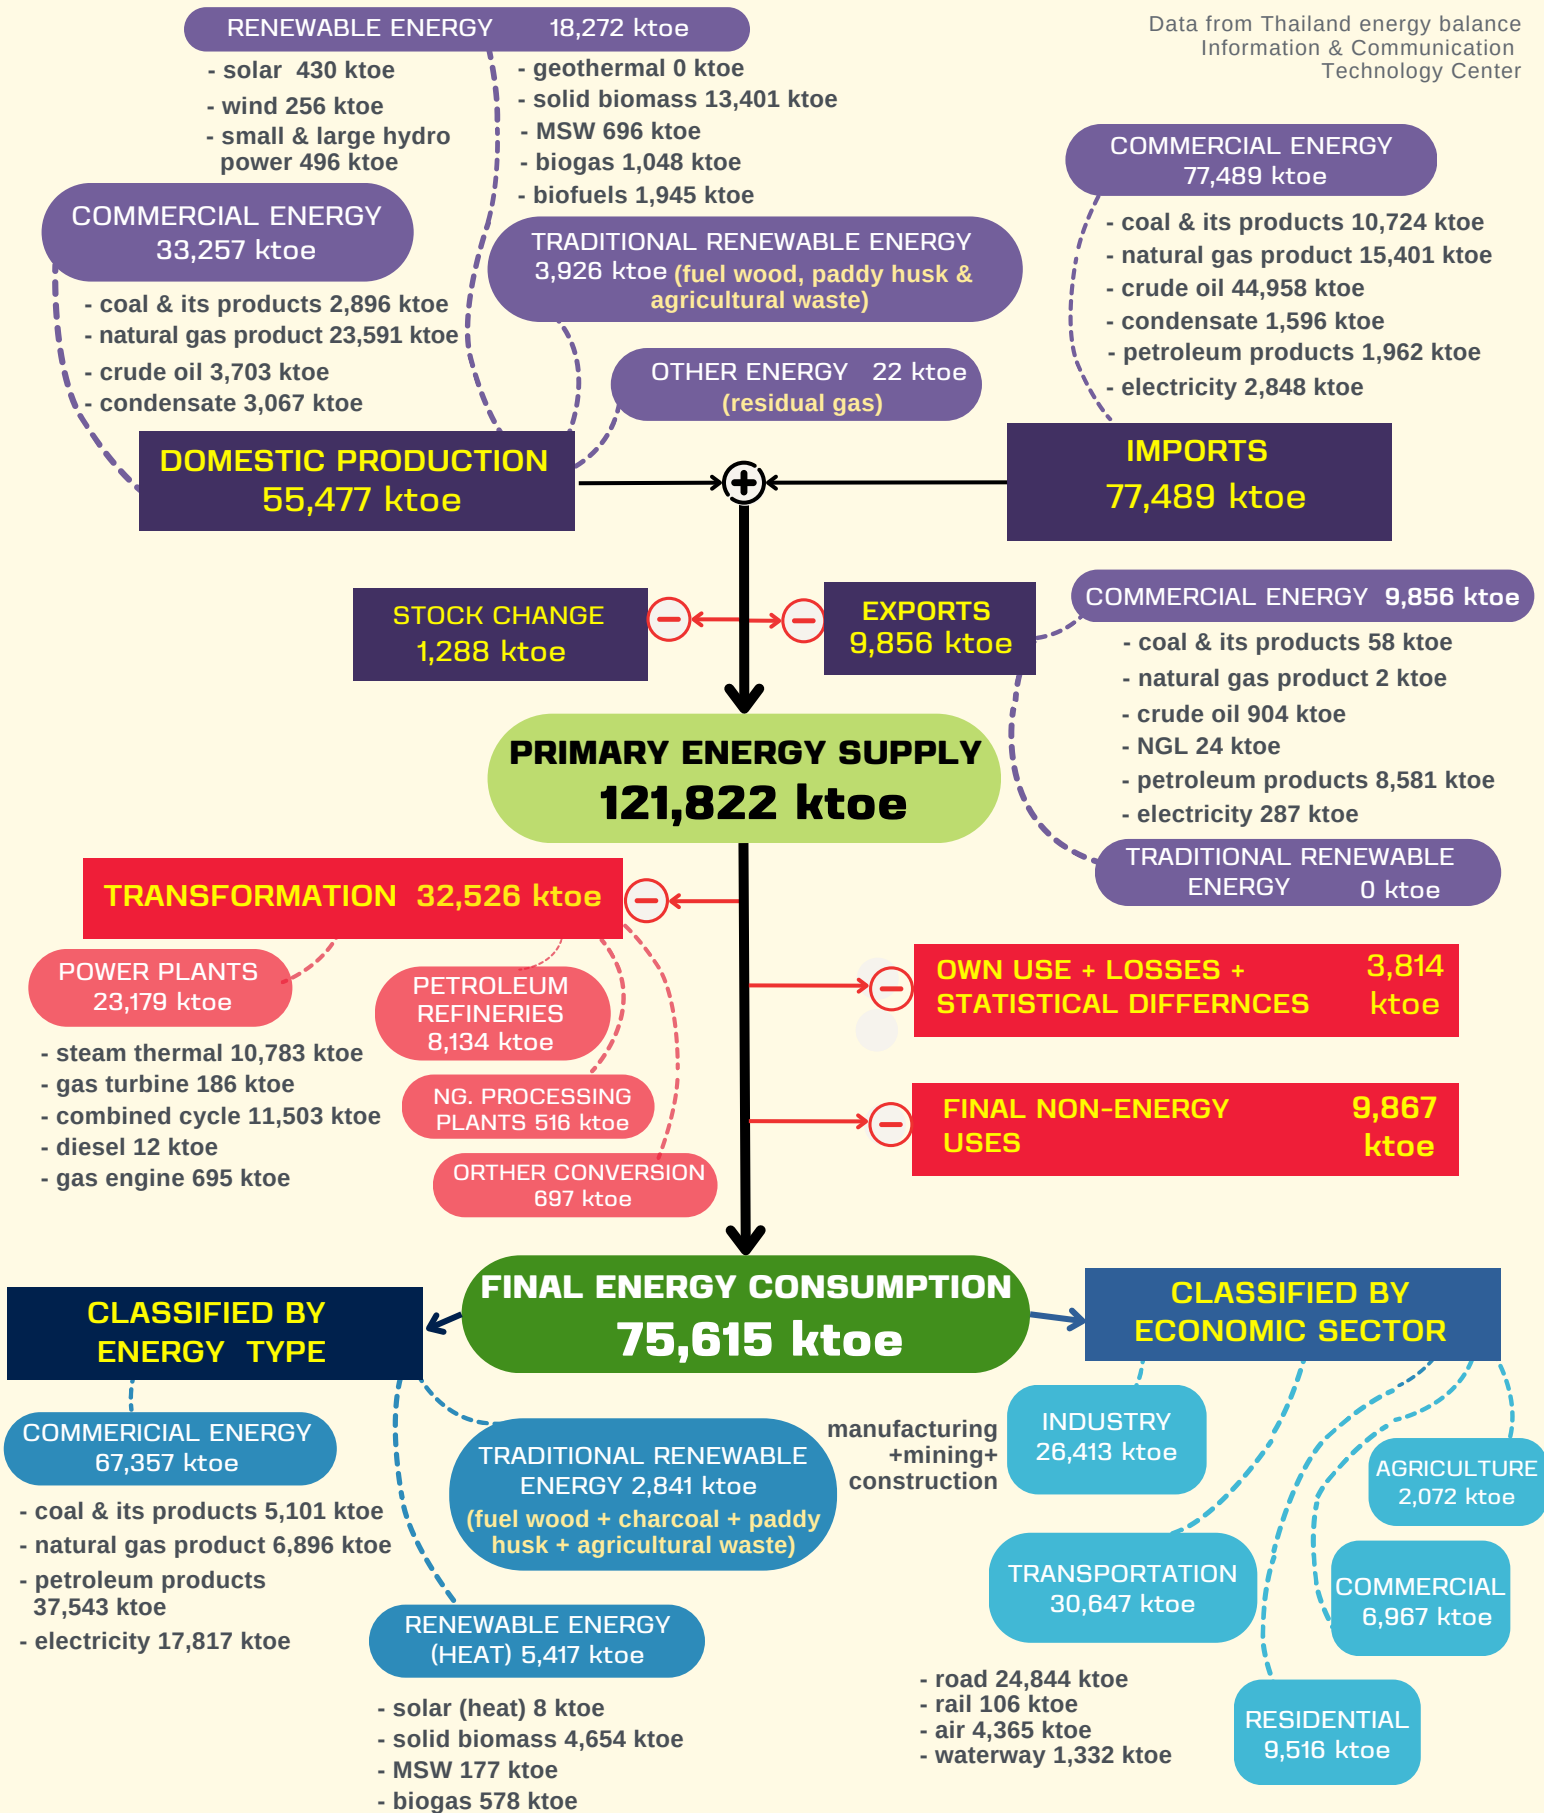 Data from Thailand energy balance
Information & Communication
Technology Center
RENEWABLE ENERGY 18,272 ktoe
- solar 430 ktoe
- wind 256 ktoe
- small & large hydro
power 496 ktoe
- geothermal 0 ktoe
- solid biomass 13,401 ktoe
- MSW 696 ktoe
- biogas 1,048 ktoe
- biofuels 1,945 ktoe
COMMERCIAL ENERGY
33,257 ktoe
- coal & its products 2,896 ktoe
- natural gas product 23,591 ktoe
- crude oil 3,703 ktoe
- condensate 3,067 ktoe
TRADITIONAL RENEWABLE ENERGY
3,926 ktoe (fuel wood, paddy husk &
agricultural waste)
OTHER ENERGY 22 ktoe
(residual gas)
COMMERCIAL ENERGY
77,489 ktoe
- coal & its products 10,724 ktoe
- natural gas product 15,401 ktoe
- crude oil 44,958 ktoe
- condensate 1,596 ktoe
- petroleum products 1,962 ktoe
- electricity 2,848 ktoe
DOMESTIC PRODUCTION
55,477 ktoe
IMPORTS
77,489 ktoe
STOCK CHANGE
1,288 ktoe
EXPORTS
9,856 ktoe
COMMERCIAL ENERGY 9,856 ktoe
- coal & its products 58 ktoe
- natural gas product 2 ktoe
- crude oil 904 ktoe
- NGL 24 ktoe
- petroleum products 8,581 ktoe
- electricity 287 ktoe
TRADITIONAL RENEWABLE
ENERGY 0 ktoe
PRIMARY ENERGY SUPPLY
121,822 ktoe
TRANSFORMATION 32,526 ktoe
POWER PLANTS
23,179 ktoe
- steam thermal 10,783 ktoe
- gas turbine 186 ktoe
- combined cycle 11,503 ktoe
- diesel 12 ktoe
- gas engine 695 ktoe
PETROLEUM
REFINERIES
8,134 ktoe
NG. PROCESSING
PLANTS 516 ktoe
ORTHER CONVERSION
697 ktoe
OWN USE + LOSSES +
STATISTICAL DIFFERNCES
3,814
ktoe
FINAL NON-ENERGY
USES
9,867
ktoe
FINAL ENERGY CONSUMPTION
75,615 ktoe
CLASSIFIED BY
ENERGY TYPE
COMMERICIAL ENERGY
67,357 ktoe
- coal & its products 5,101 ktoe
- natural gas product 6,896 ktoe
- petroleum products
37,543 ktoe
- electricity 17,817 ktoe
TRADITIONAL RENEWABLE
ENERGY 2,841 ktoe
(fuel wood + charcoal + paddy
husk + agricultural waste)
RENEWABLE ENERGY
(HEAT) 5,417 ktoe
- solar (heat) 8 ktoe
- solid biomass 4,654 ktoe
- MSW 177 ktoe
- biogas 578 ktoe
CLASSIFIED BY
ECONOMIC SECTOR
manufacturing
+mining+
construction
INDUSTRY
26,413 ktoe
AGRICULTURE
2,072 ktoe
TRANSPORTATION
30,647 ktoe
- road 24,844 ktoe
- rail 106 ktoe
- air 4,365 ktoe
- waterway 1,332 ktoe
COMMERCIAL
6,967 ktoe
RESIDENTIAL
9,516 ktoe